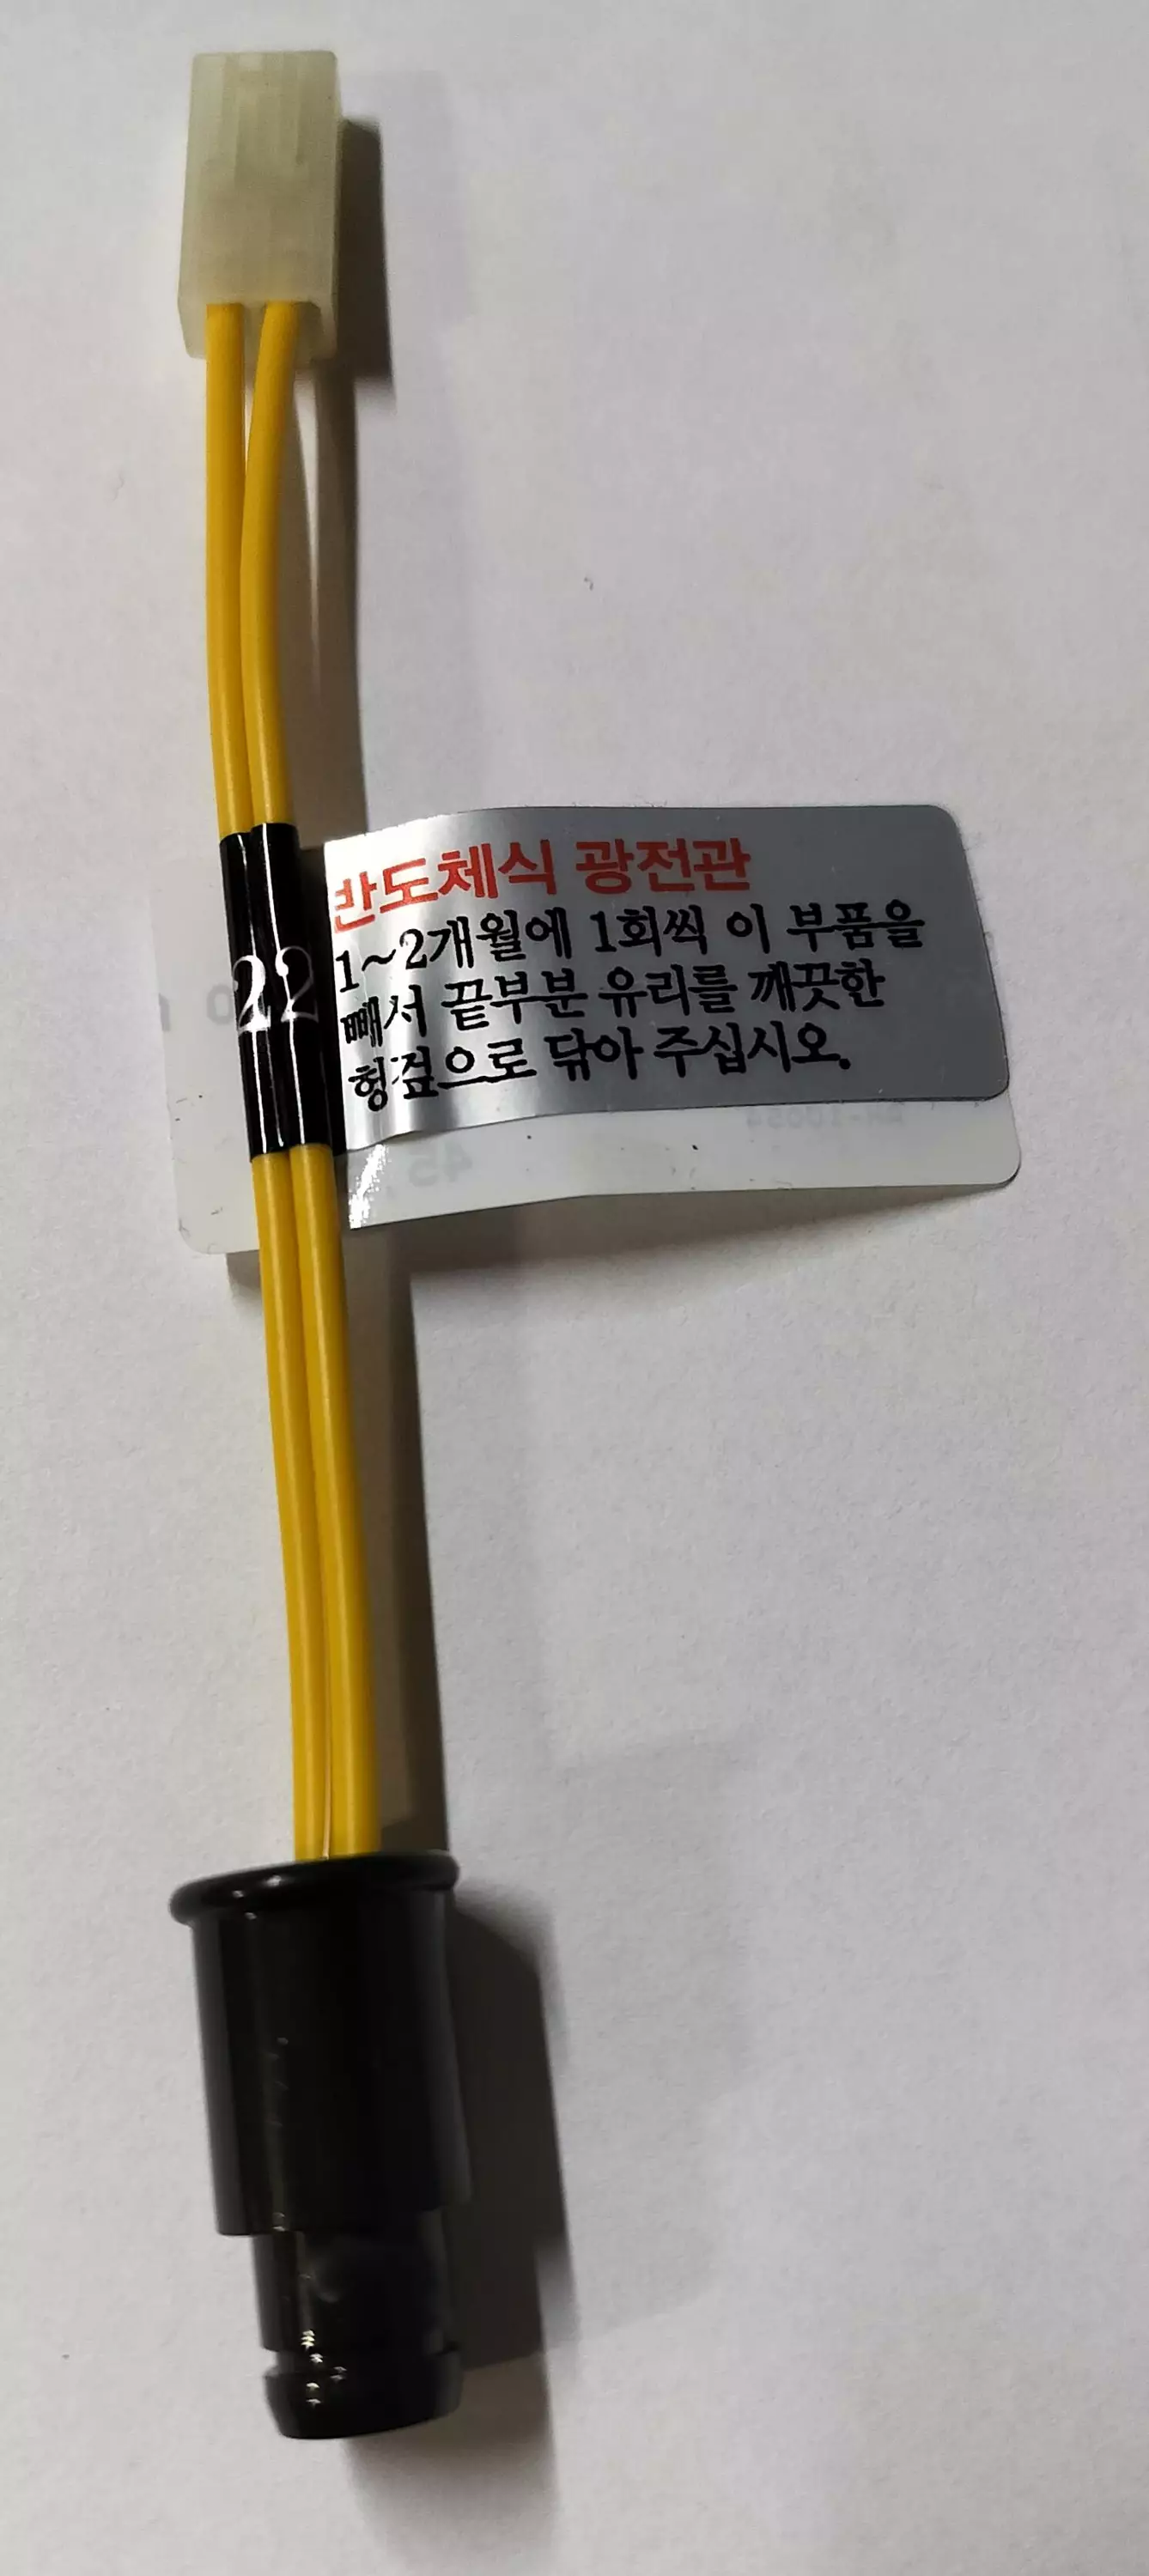 반도체식 광전관
1~2개월에 1회씩 이 부품을
빼서 끝부분 유리를 깨끗한
헝겊으로 닦아 주십시오.
22